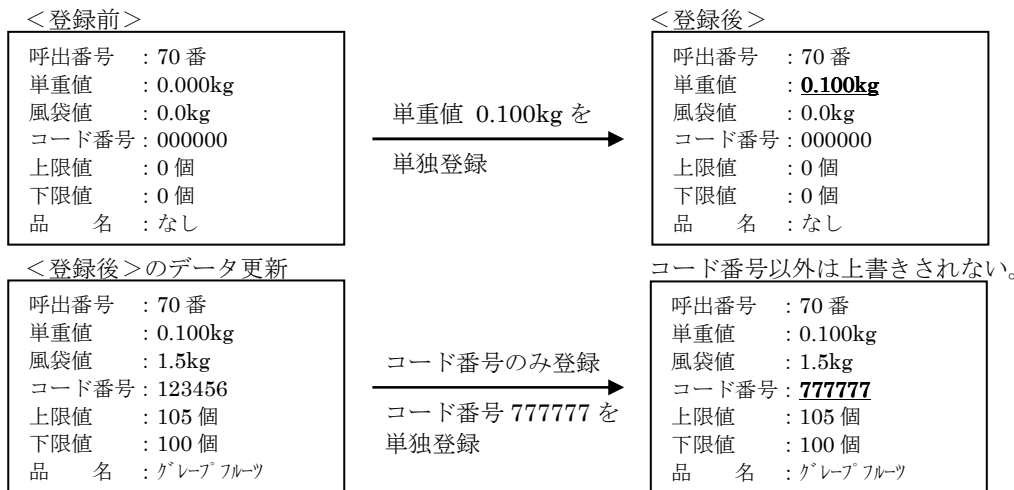 ＜登録前＞
呼出番号 : 70 番
単重値 : 0.000kg
風袋値 : 0.0kg
コード番号 : 000000
上限値 : 0 個
下限値 : 0 個
品 名 : なし
単重値 0.100kg を
単独登録
＜登録後＞
呼出番号 : 70 番
単重値 : 0.100kg
風袋値 : 0.0kg
コード番号 : 000000
上限値 : 0 個
下限値 : 0 個
品 名 : なし
＜登録後＞のデータ更新
呼出番号 : 70 番
単重値 : 0.100kg
風袋値 : 1.5kg
コード番号 : 123456
上限値 : 105 個
下限値 : 100 個
品 名 : ｸﾞﾚｰﾌﾟﾌﾙｰﾂ
コード番号のみ登録
コード番号 777777 を
単独登録
コード番号以外は上書きされない。
呼出番号 : 70 番
単重値 : 0.100kg
風袋値 : 1.5kg
コード番号 : 777777
上限値 : 105 個
下限値 : 100 個
品 名 : ｸﾞﾚｰﾌﾟﾌﾙｰﾂ